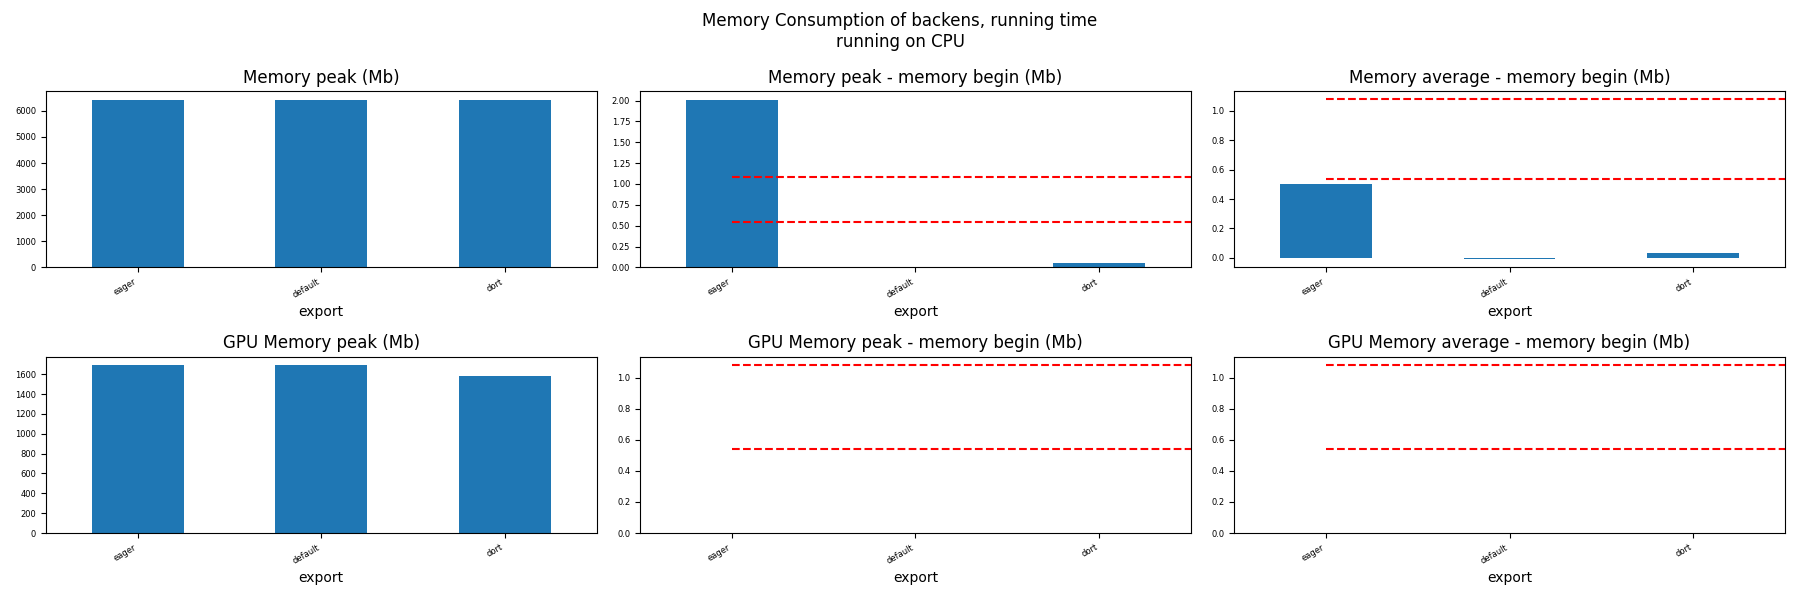 Memory Consumption of backens, running time
running on CPU
Memory peak (Mb)
6000
5000
4000
3000
2000
1000
0
eager
default
dort
export
Memory peak - memory begin (Mb)
2.00
1.75
1.50
1.25
1.00
0.75
0.50
0.25
0.00
eager
default
dort
export
Memory average - memory begin (Mb)
1.0
0.8
0.6
0.4
0.2
0.0
eager
default
dort
export
GPU Memory peak (Mb)
1600
1400
1200
1000
800
600
400
200
0
eager
default
dort
export
GPU Memory peak - memory begin (Mb)
1.0
0.8
0.6
0.4
0.2
0.0
eager
default
dort
export
GPU Memory average - memory begin (Mb)
1.0
0.8
0.6
0.4
0.2
0.0
eager
default
dort
export